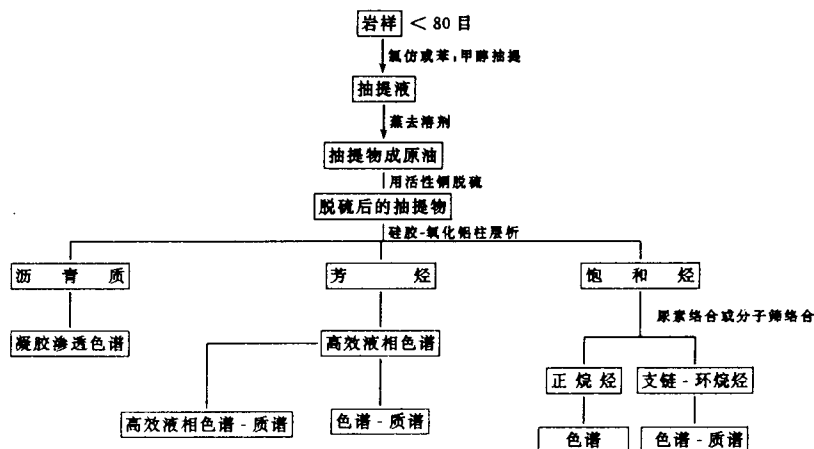 岩样 < 80目
氯仿或苯:甲醇抽提
抽提液
蒸去溶剂
抽提物成原油
用活性铜脱硫
脱硫后的抽提物
硅胶-氧化铝柱层析
沥青质 芳烃 饱和烃
尿素络合或分子筛络合
凝胶渗透色谱 高效液相色谱
正烷烃 支链-环烷烃
高效液相色谱-质谱 色谱-质谱
色谱 色谱-质谱